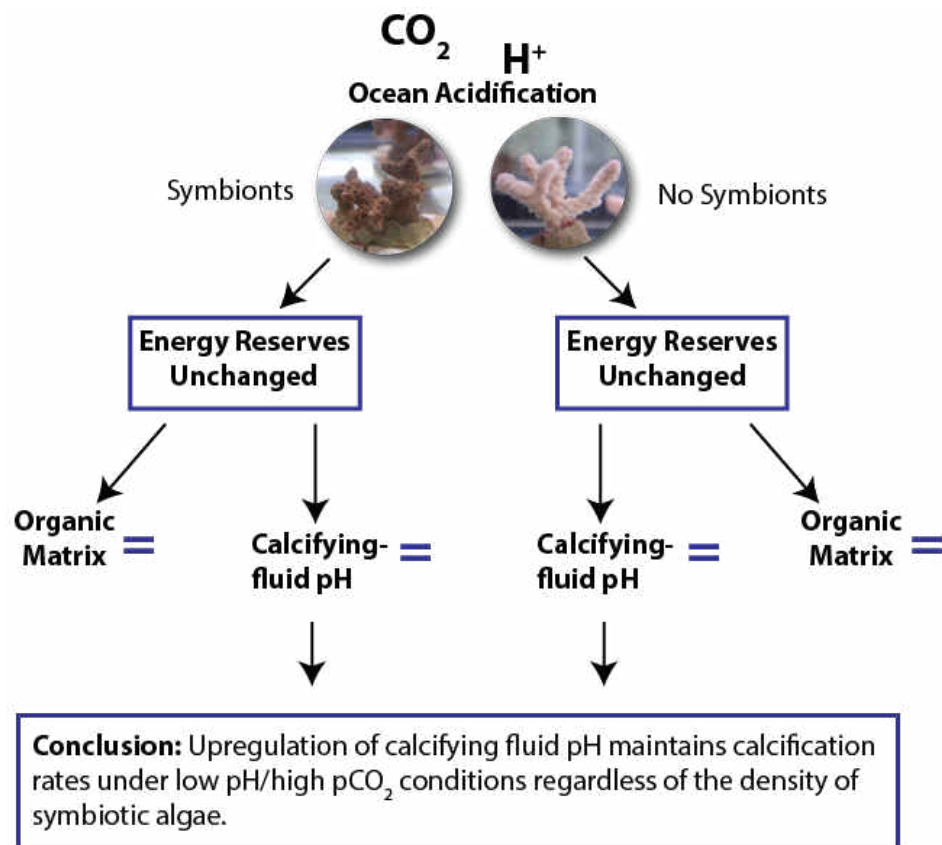 CO₂
H⁺
Ocean Acidification
Symbionts
No Symbionts
Energy Reserves
Unchanged
Energy Reserves
Unchanged
Organic
Matrix =
Calcifying-
fluid pH =
Calcifying-
fluid pH =
Organic
Matrix =
Conclusion: Upregulation of calcifying fluid pH maintains calcification
rates under low pH/high pCO₂ conditions regardless of the density of
symbiotic algae.